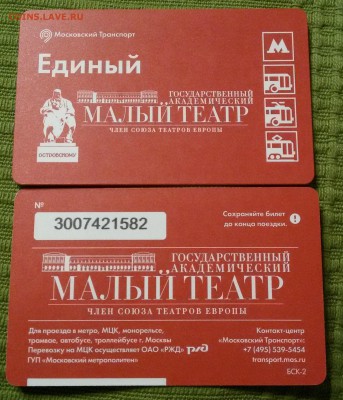 COINS.LAVE.RU
Московский Транспорт
М
Единый
ГОСУДАРСТВЕННЫЙ
АКАДЕМИЧЕСКИЙ
МАЛЫЙ ТЕАТР
ЧЛЕН СОЮЗА ТЕАТРОВ ЕВРОПЫ
ОСТРОВСКОМУ
№
3007421582
Сохраняйте билет
до конца поездки.
!
ГОСУДАРСТВЕННЫЙ
АКАДЕМИЧЕСКИЙ
МАЛЫЙ ТЕАТР
ЧЛЕН СОЮЗА ТЕАТРОВ ЕВРОПЫ
Для проезда в метро, МЦК, монорельсе,
трамвае, автобусе, троллейбусе г. Москвы
Перевозку на МЦК осуществляет ОАО «РЖД» РЖД
ГУП «Московский метрополитен»
Контакт-центр
«Московский Транспорт»:
+7 (495) 539-5454
transport.mos.ru
БСК-2